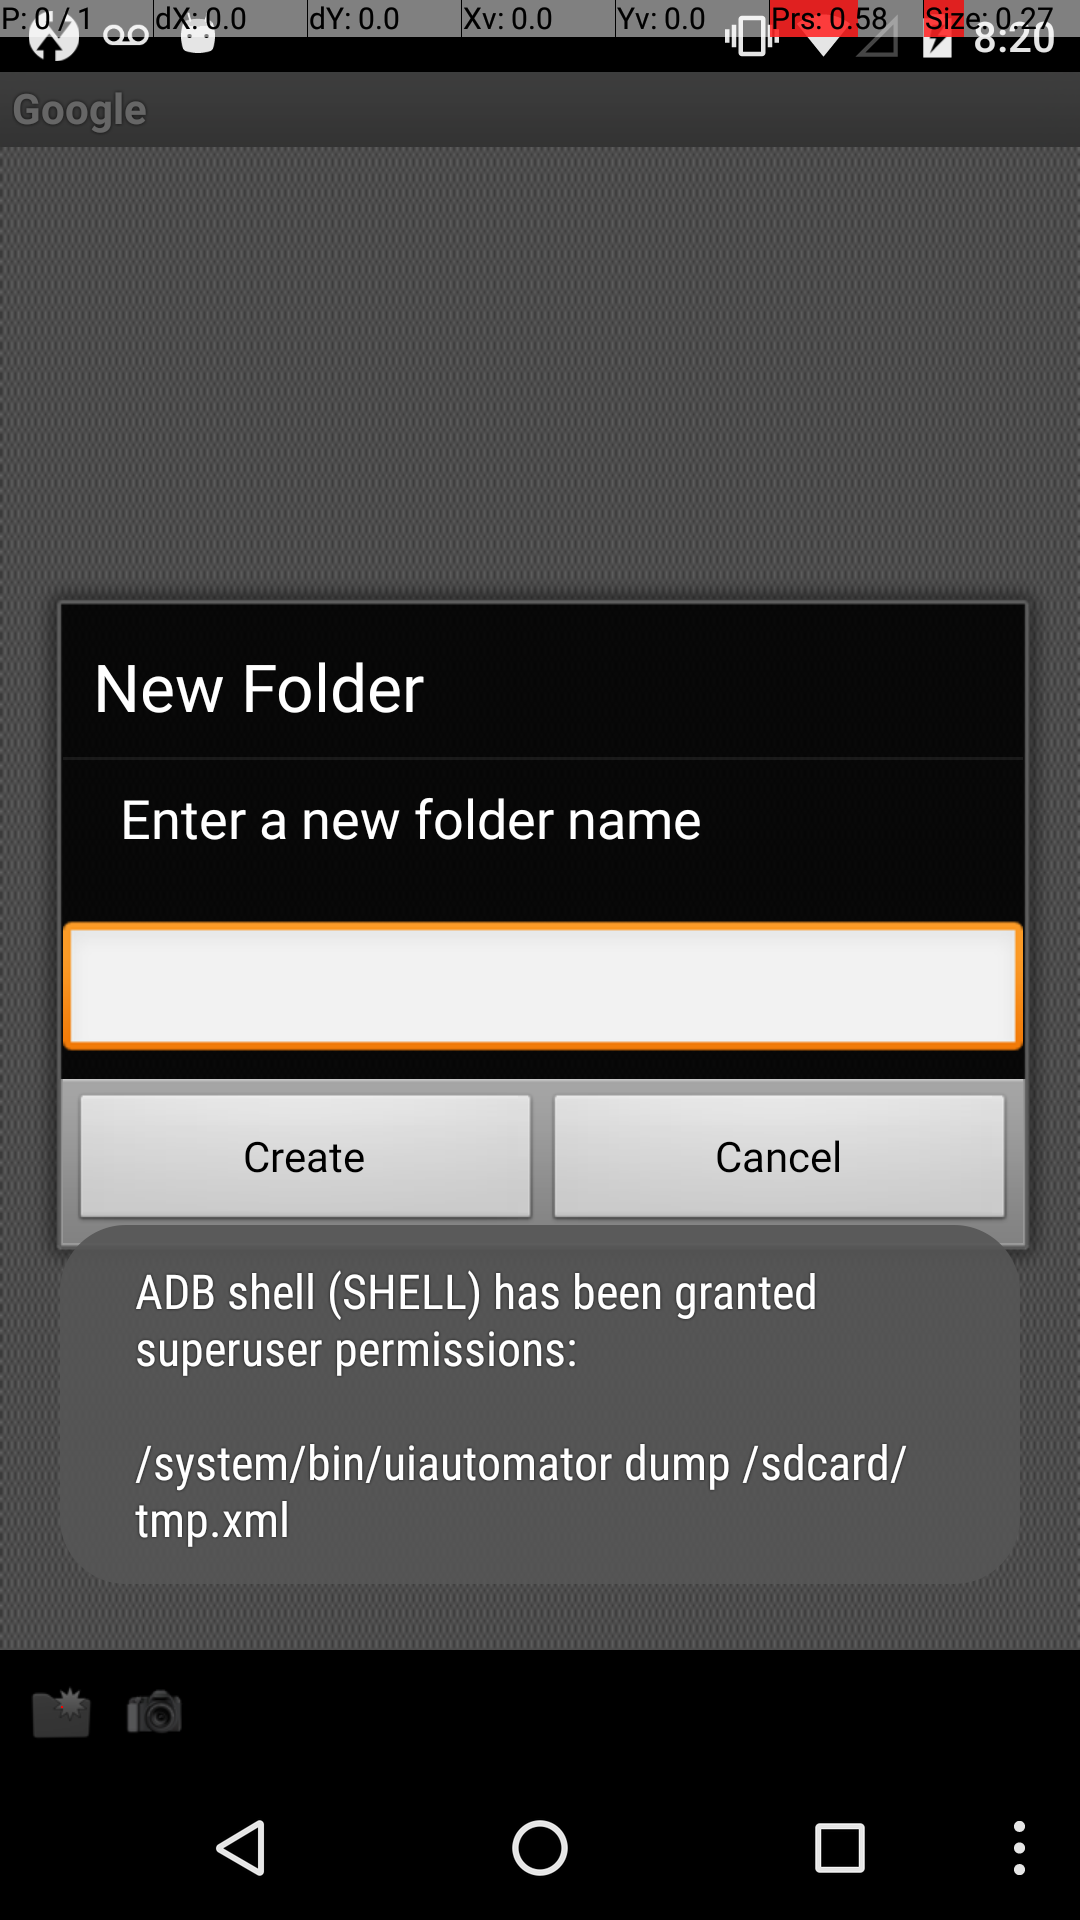 P: 0 / 1 dX: 0.0 dY: 0.0 Xv: 0.0 Yv: 0.0 Prs: 0.58 Size: 0.27
8:20
Google
New Folder
Enter a new folder name
Create Cancel
ADB shell (SHELL) has been granted
superuser permissions:
/system/bin/uiautomator dump /sdcard/
tmp.xml